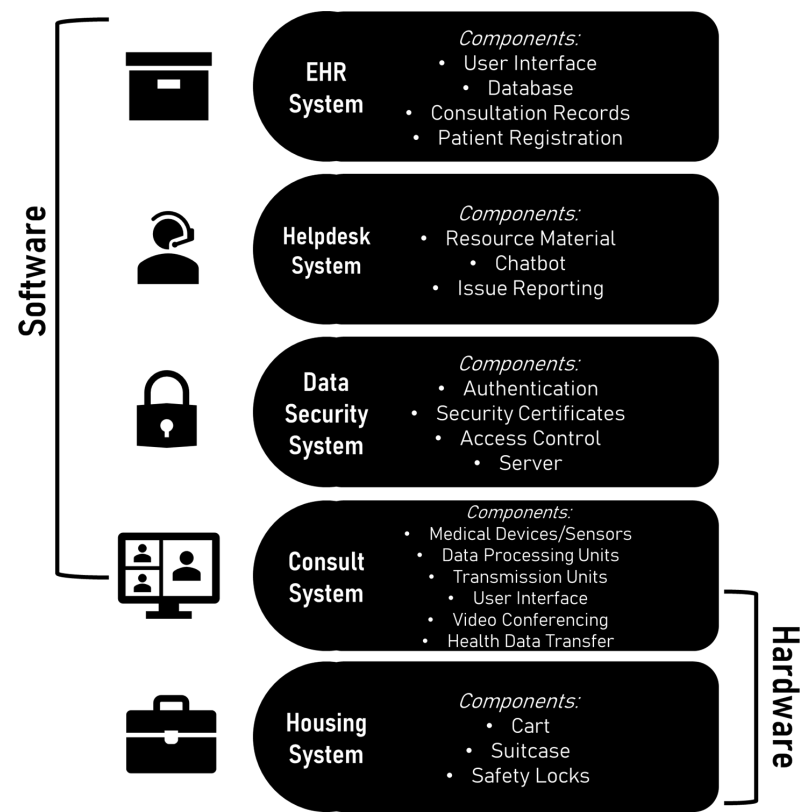 Software
EHR
System
Components:
• User Interface
• Database
• Consultation Records
• Patient Registration
Helpdesk
System
Components:
• Resource Material
• Chatbot
• Issue Reporting
Data
Security
System
Components:
• Authentication
• Security Certificates
• Access Control
• Server
Consult
System
Components:
• Medical Devices/Sensors
• Data Processing Units
• Transmission Units
• User Interface
• Video Conferencing
• Health Data Transfer
Housing
System
Components:
• Cart
• Suitcase
• Safety Locks
Hardware